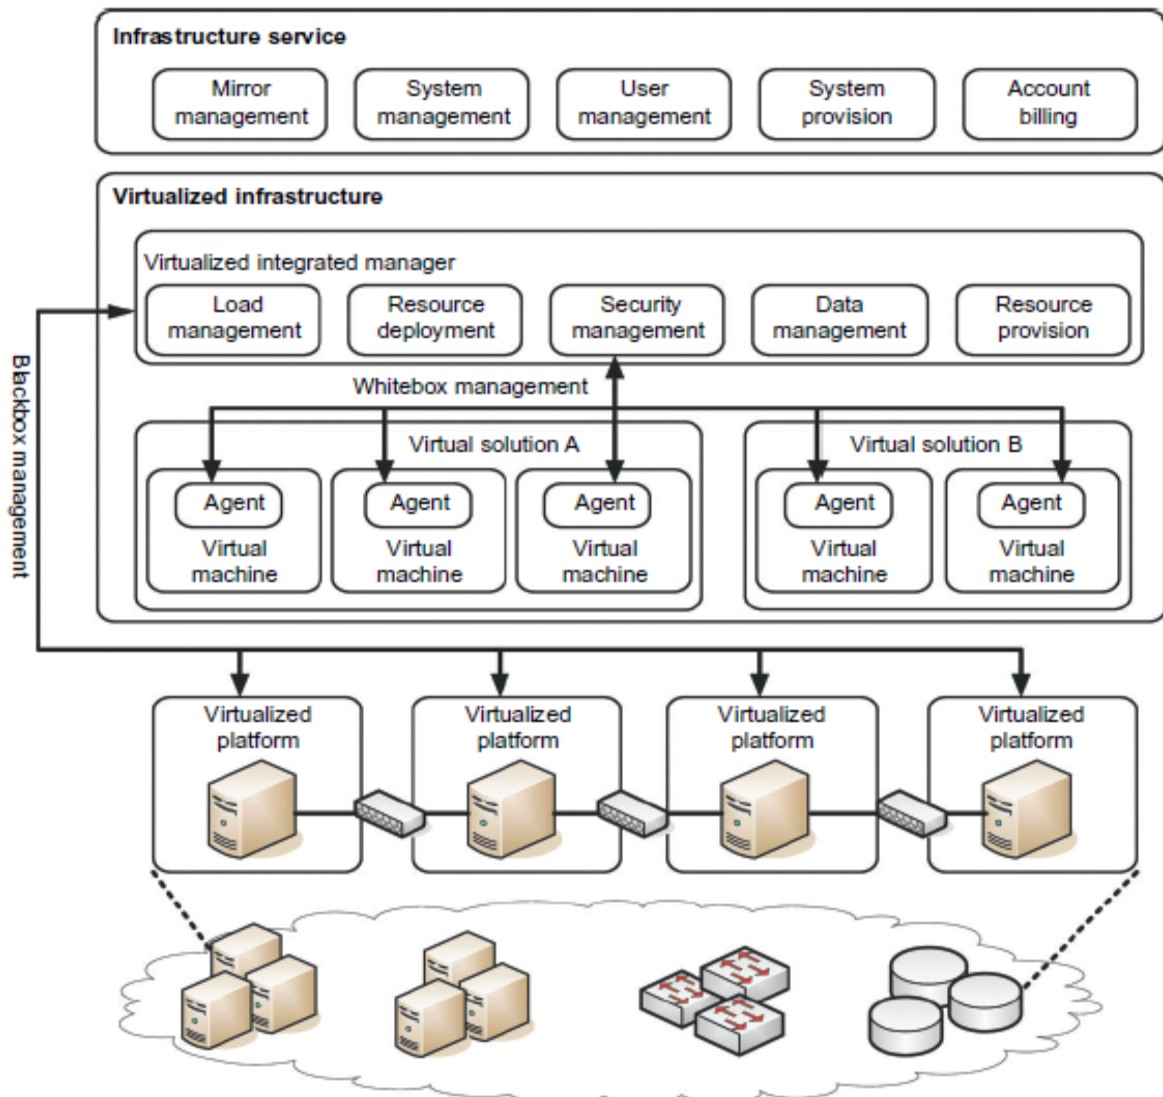 Infrastructure service
Mirror
management
System
management
User
management
System
provision
Account
billing
Virtualized infrastructure
Virtualized integrated manager
Load
management
Resource
deployment
Security
management
Data
management
Resource
provision
Blackbox management
Whitebox management
Virtual solution A
Agent
Virtual
machine
Agent
Virtual
machine
Agent
Virtual
machine
Virtual solution B
Agent
Virtual
machine
Agent
Virtual
machine
Virtualized
platform
Virtualized
platform
Virtualized
platform
Virtualized
platform